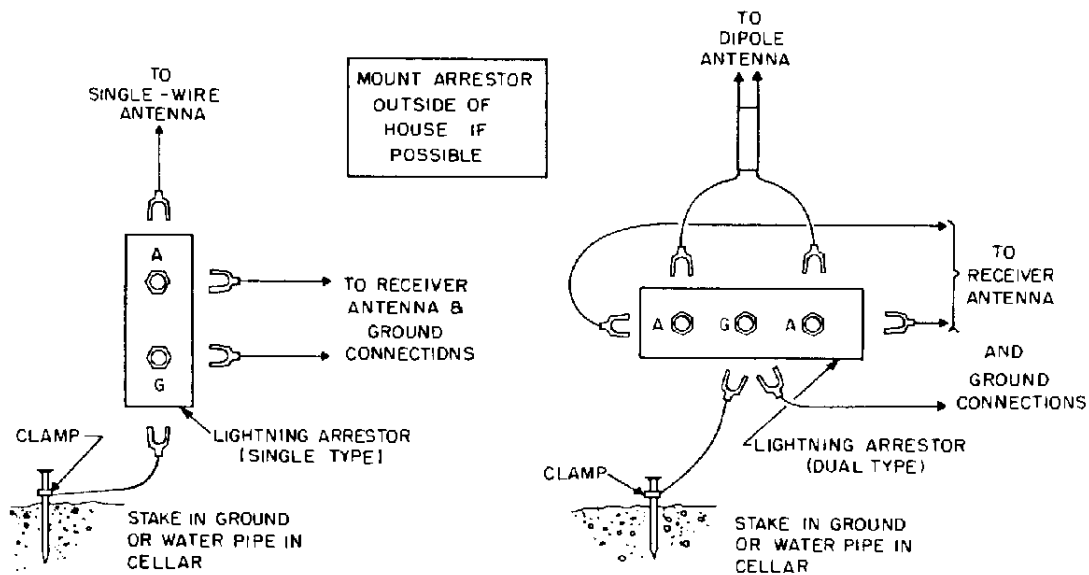 TO
SINGLE-WIRE
ANTENNA
MOUNT ARRESTOR
OUTSIDE OF
HOUSE IF
POSSIBLE
A
G
TO RECEIVER
ANTENNA &
GROUND
CONNECTIONS
LIGHTNING ARRESTOR
(SINGLE TYPE)
CLAMP
STAKE IN GROUND
OR WATER PIPE IN
CELLAR
TO
DIPOLE
ANTENNA
A G A
TO
RECEIVER
ANTENNA
AND
GROUND
CONNECTIONS
LIGHTNING ARRESTOR
(DUAL TYPE)
CLAMP
STAKE IN GROUND
OR WATER PIPE IN
CELLAR